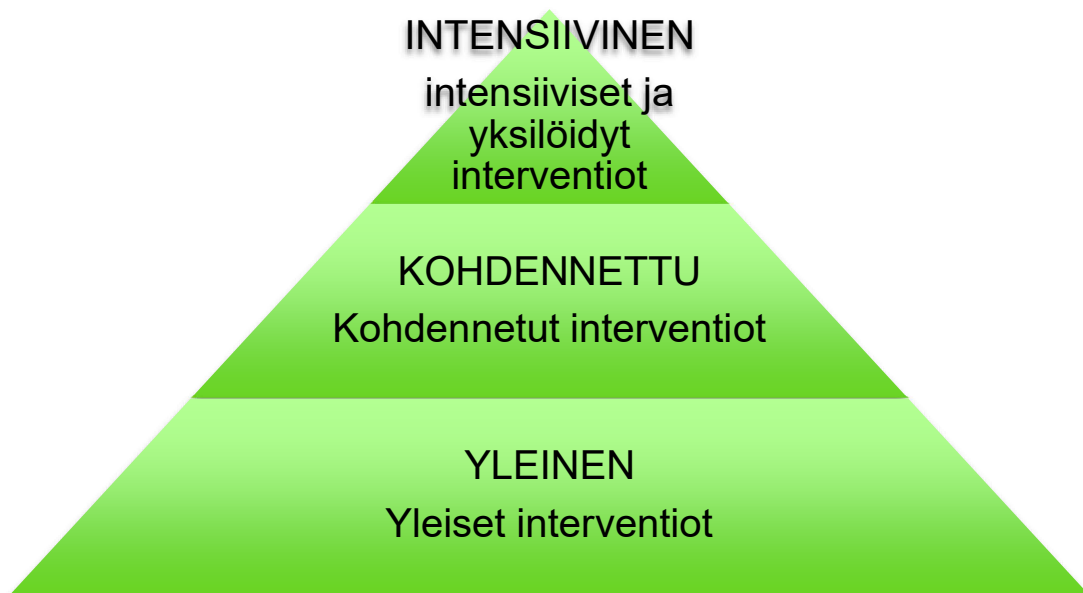 INTENSIIVINEN
intensiiviset ja
yksilöidyt
interventiot
KOHDENNETTU
Kohdennetut interventiot
YLEINEN
Yleiset interventiot